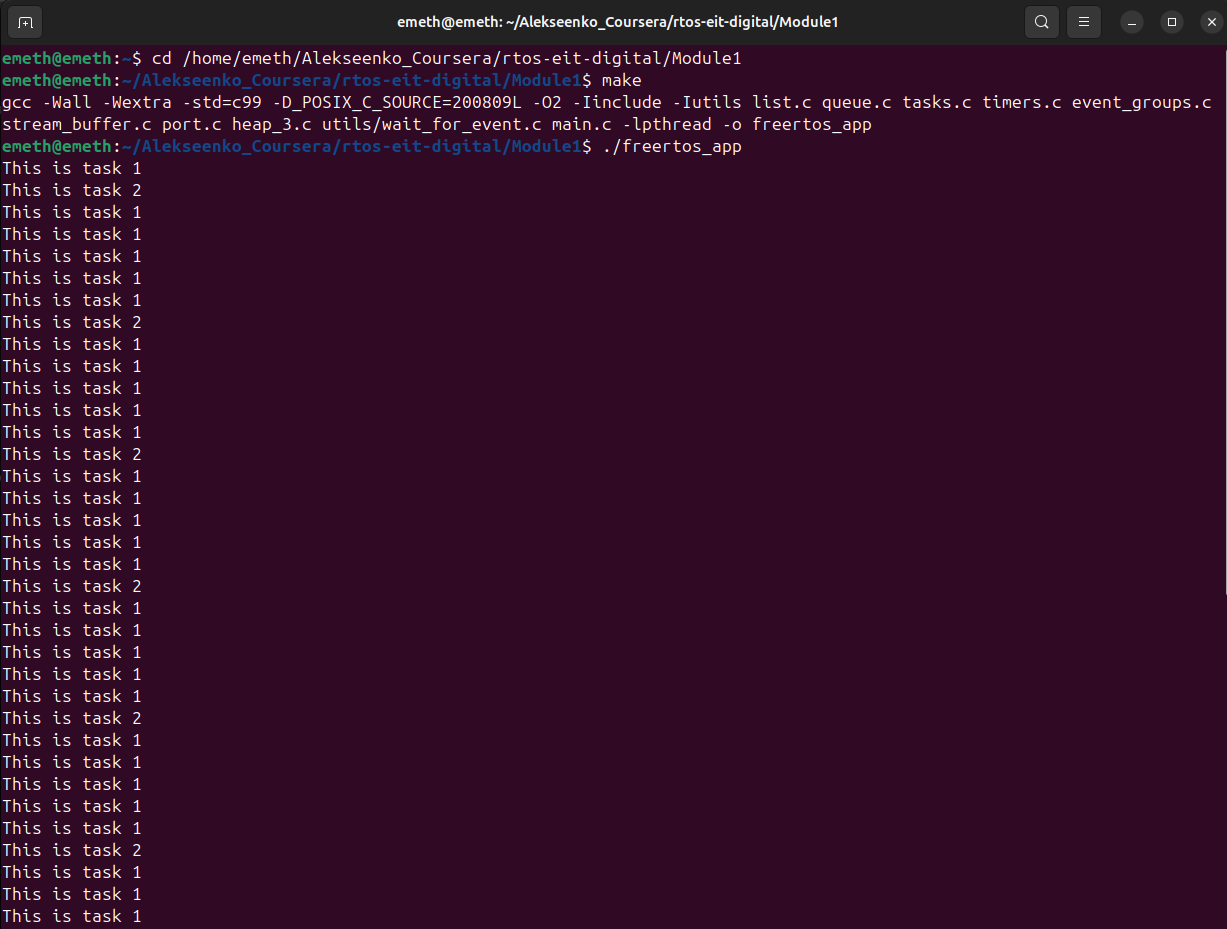 emeth@emeth: ~/Alekseenko_Coursera/rtos-eit-digital/Module1
emeth@emeth:~$ cd /home/emeth/Alekseenko_Coursera/rtos-eit-digital/Module1
emeth@emeth:~/Alekseenko_Coursera/rtos-eit-digital/Module1$ make
gcc -Wall -Wextra -std=c99 -D_POSIX_C_SOURCE=200809L -O2 -Iinclude -Iutils list.c queue.c tasks.c timers.c event_groups.c
stream_buffer.c port.c heap_3.c utils/wait_for_event.c main.c -lpthread -o freertos_app
emeth@emeth:~/Alekseenko_Coursera/rtos-eit-digital/Module1$ ./freertos_app
This is task 1
This is task 2
This is task 1
This is task 1
This is task 1
This is task 1
This is task 1
This is task 2
This is task 1
This is task 1
This is task 1
This is task 1
This is task 1
This is task 2
This is task 1
This is task 1
This is task 1
This is task 1
This is task 1
This is task 2
This is task 1
This is task 1
This is task 1
This is task 1
This is task 1
This is task 2
This is task 1
This is task 1
This is task 1
This is task 1
This is task 1
This is task 2
This is task 1
This is task 1
This is task 1